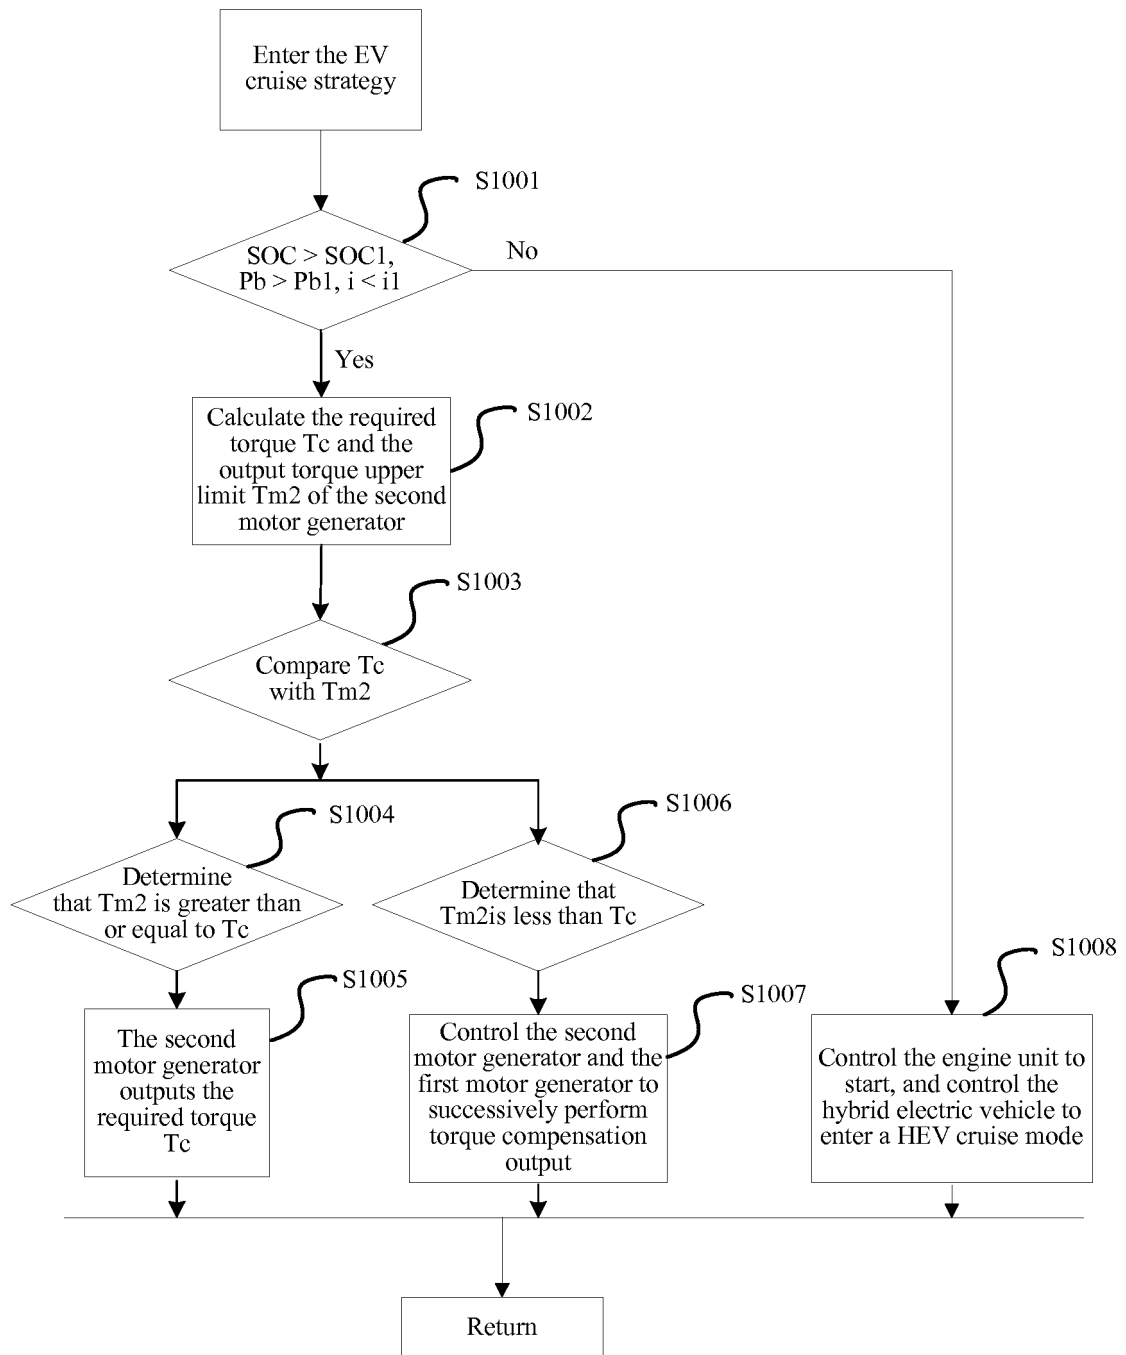 Enter the EV
cruise strategy
S1001
SOC > SOC1,
Pb > Pb1, i < i1
No
Yes
Calculate the required
torque Tc and the
output torque upper
limit Tm2 of the second
motor generator
S1002
S1003
Compare Tc
with Tm2
S1004
S1006
Determine
that Tm2 is greater than
or equal to Tc
Determine that
Tm2is less than Tc
S1005
S1007
S1008
The second
motor generator
outputs the
required torque
Tc
Control the second
motor generator and the
first motor generator to
successively perform
torque compensation
output
Control the engine unit to
start, and control the
hybrid electric vehicle to
enter a HEV cruise mode
Return